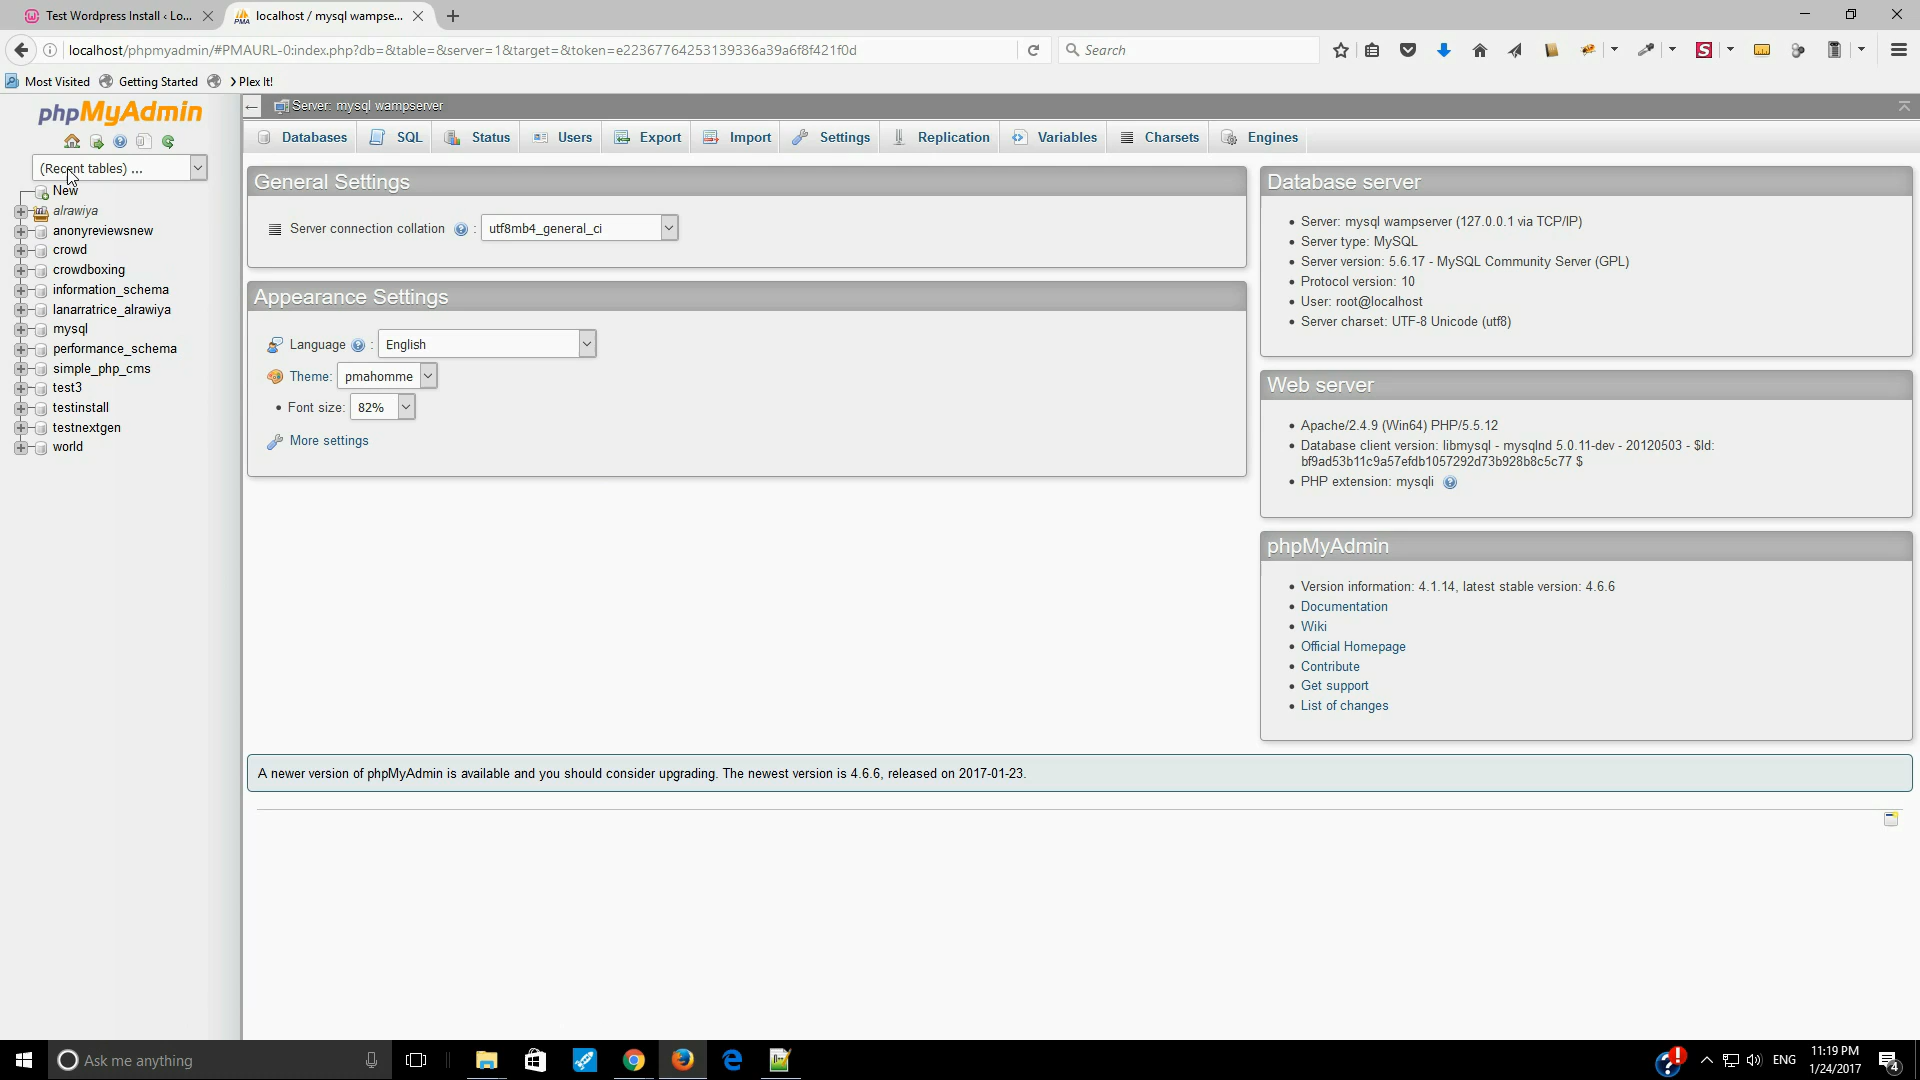 Test Wordpress Install ‹ Lo...
localhost / mysql wampse...
localhost/phpmyadmin/#PMAURL-0:index.php?db=&table=&server=1&target=&token=e22367764253139336a39a6f8f421f0d
Search
Most Visited
Getting Started
Plex It!
phpMyAdmin
(Recent tables) ...
New
alrawiya
anonyreviewsnew
crowd
crowdboxing
information_schema
lanarratrice_alrawiya
mysql
performance_schema
simple_php_cms
test3
testinstall
testnextgen
world
Server: mysql wampserver
Databases
SQL
Status
Users
Export
Import
Settings
Replication
Variables
Charsets
Engines
General Settings
Server connection collation : utf8mb4_general_ci
Appearance Settings
Language : English
Theme: pmahomme
• Font size: 82%
More settings
Database server
• Server: mysql wampserver (127.0.0.1 via TCP/IP)
• Server type: MySQL
• Server version: 5.6.17 - MySQL Community Server (GPL)
• Protocol version: 10
• User: root@localhost
• Server charset: UTF-8 Unicode (utf8)
Web server
• Apache/2.4.9 (Win64) PHP/5.5.12
• Database client version: libmysql - mysqlnd 5.0.11-dev - 20120503 - $Id:
bf9ad53b11c9a57efdb1057292d73b928b8c5c77 $
• PHP extension: mysqli
phpMyAdmin
• Version information: 4.1.14, latest stable version: 4.6.6
• Documentation
• Wiki
• Official Homepage
• Contribute
• Get support
• List of changes
A newer version of phpMyAdmin is available and you should consider upgrading. The newest version is 4.6.6, released on 2017-01-23.
Ask me anything
ENG
11:19 PM
1/24/2017
4